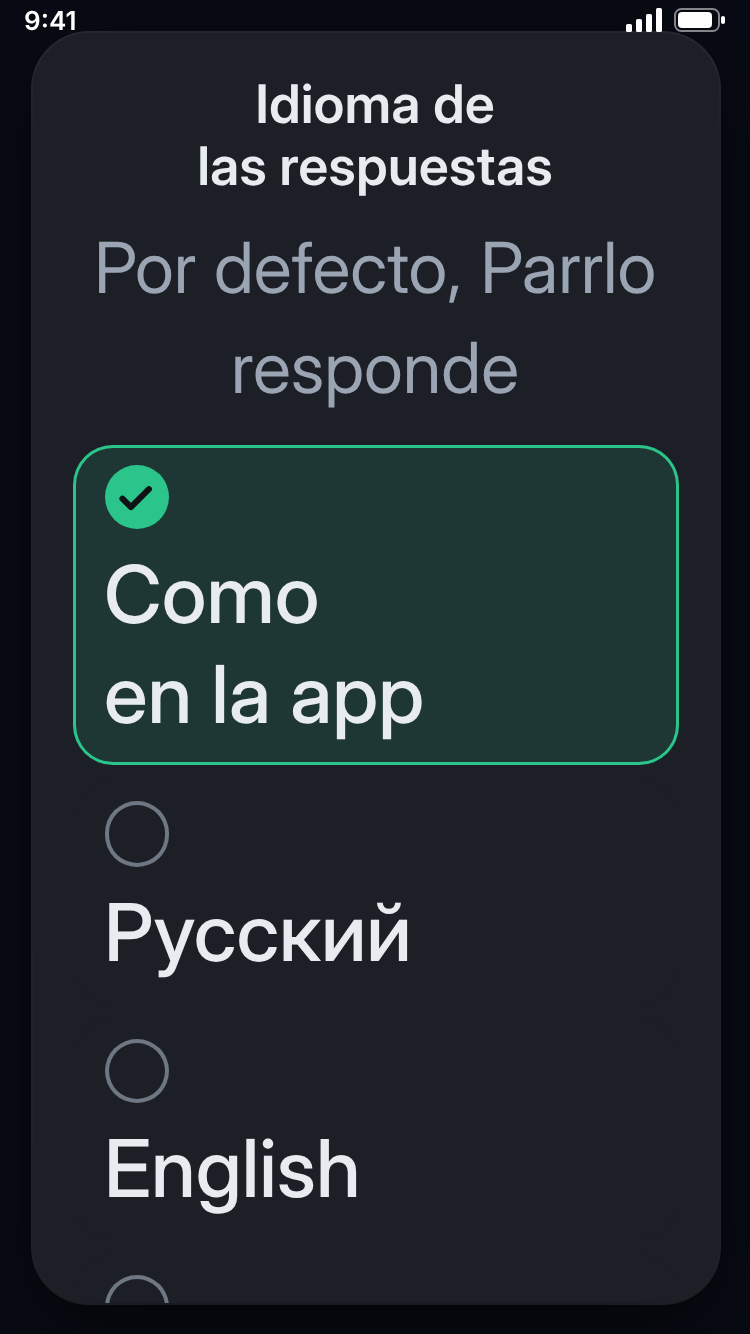 9:41
Idioma de
las respuestas
Por defecto, Parrlo
responde
Como
en la app
Русский
English